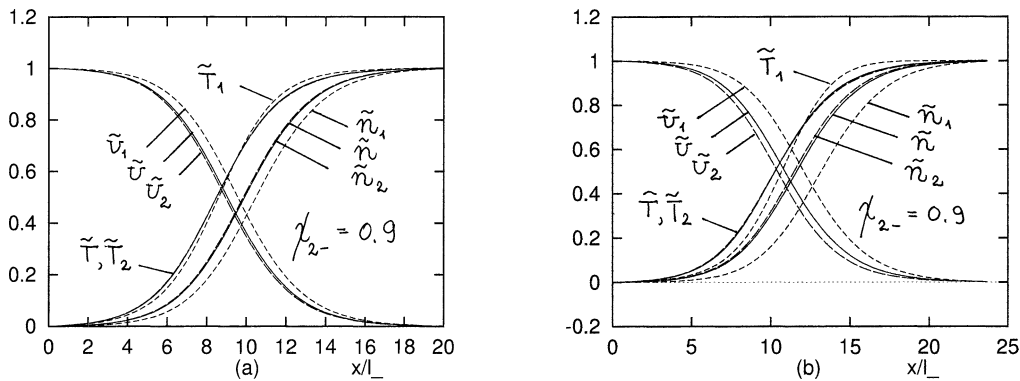 1.2
1
0.8
0.6
0.4
0.2
0
0 2 4 6 8 10 12 14 16 18 20
(a) x/l_
T̃₁
ṽ₁ ṽ ṽ₂
ñ₁
ñ
ñ₂
χ₂₋ = 0.9
T̃, T̃₂
1.2
1
0.8
0.6
0.4
0.2
0
-0.2
0 5 10 15 20 25
(b) x/l_
T̃₁
ṽ₁
ṽ
ṽ₂
ñ₁
ñ
ñ₂
T̃, T̃₂
χ₂₋ = 0.9